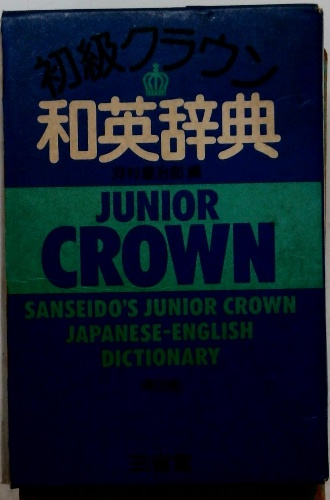 初級クラウン
和英辞典
JUNIOR
CROWN
SANSEIDO'S JUNIOR CROWN
JAPANESE-ENGLISH
DICTIONARY
三省堂